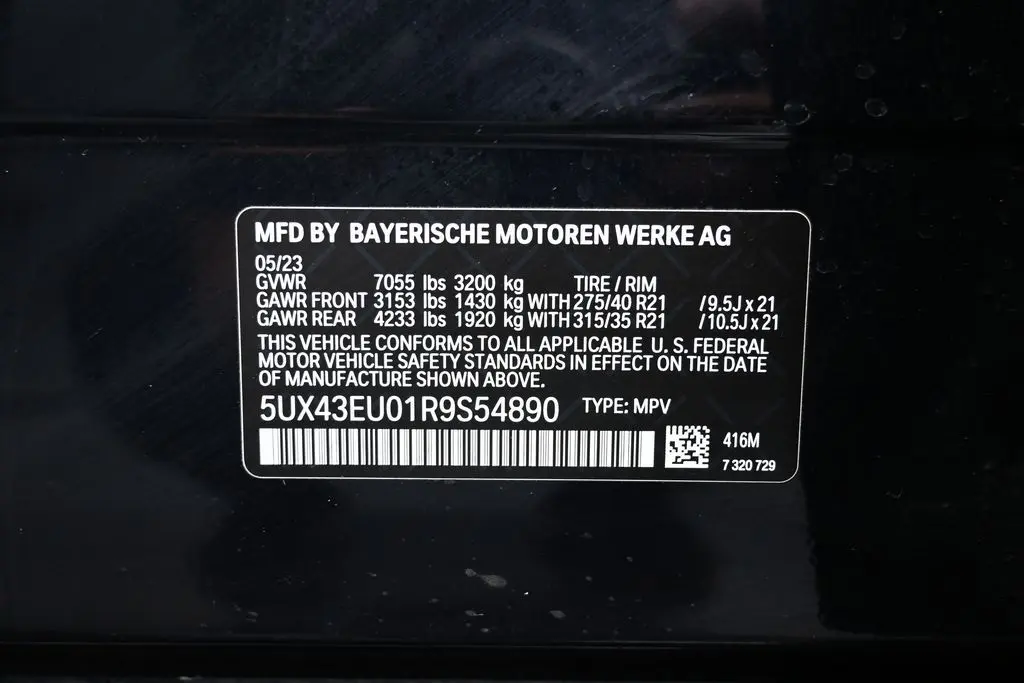 MFD BY BAYERISCHE MOTOREN WERKE AG
05/23
GVWR 7055 lbs 3200 kg TIRE / RIM
GAWR FRONT 3153 lbs 1430 kg WITH 275/40 R21 / 9.5J x 21
GAWR REAR 4233 lbs 1920 kg WITH 315/35 R21 / 10.5J x 21
THIS VEHICLE CONFORMS TO ALL APPLICABLE U. S. FEDERAL
MOTOR VEHICLE SAFETY STANDARDS IN EFFECT ON THE DATE
OF MANUFACTURE SHOWN ABOVE.
5UX43EU01R9S54890 TYPE: MPV
416M
7 320 729